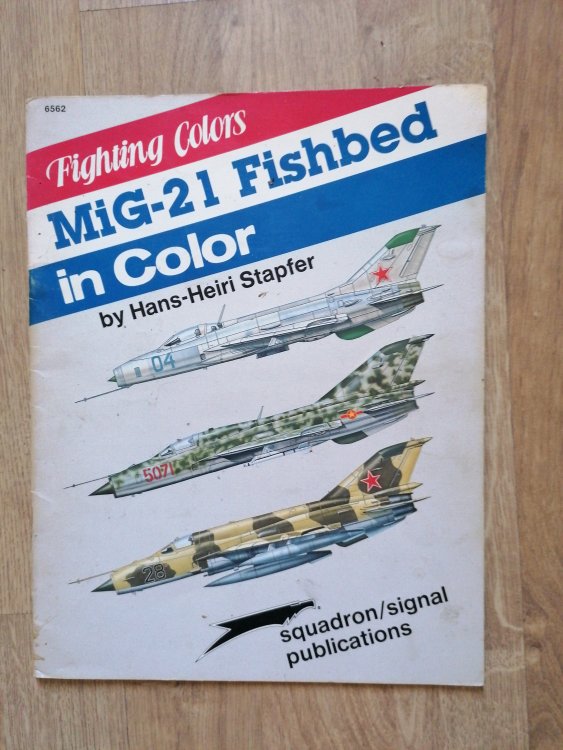 6562
Fighting Colors
MiG-21 Fishbed
in Color
by Hans-Heiri Stapfer
04
5071
28
squadron/signal
publications